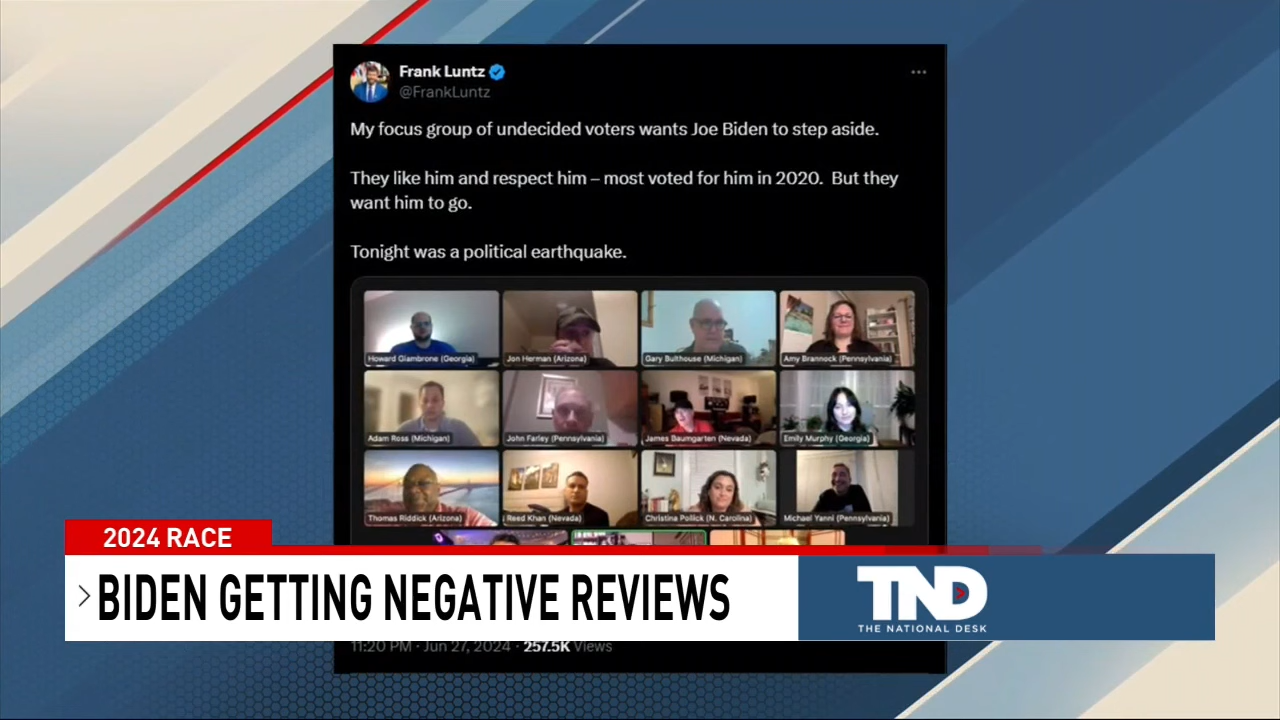 Frank Luntz
@FrankLuntz
My focus group of undecided voters wants Joe Biden to step aside.
They like him and respect him – most voted for him in 2020. But they
want him to go.
Tonight was a political earthquake.
Howard Giambrone (Georgia)
Jon Herman (Arizona)
Gary Bulthouse (Michigan)
Amy Brannock (Pennsylvania)
Adam Ross (Michigan)
John Farley (Pennsylvania)
James Baumgarten (Nevada)
Emily Murphy (Georgia)
Thomas Riddick (Arizona)
Reed Khan (Nevada)
Christina Pollick (N. Carolina)
Michael Yanni (Pennsylvania)
2024 RACE
BIDEN GETTING NEGATIVE REVIEWS
TND
THE NATIONAL DESK
11:20 PM · Jun 27, 2024 · 257.5K Views